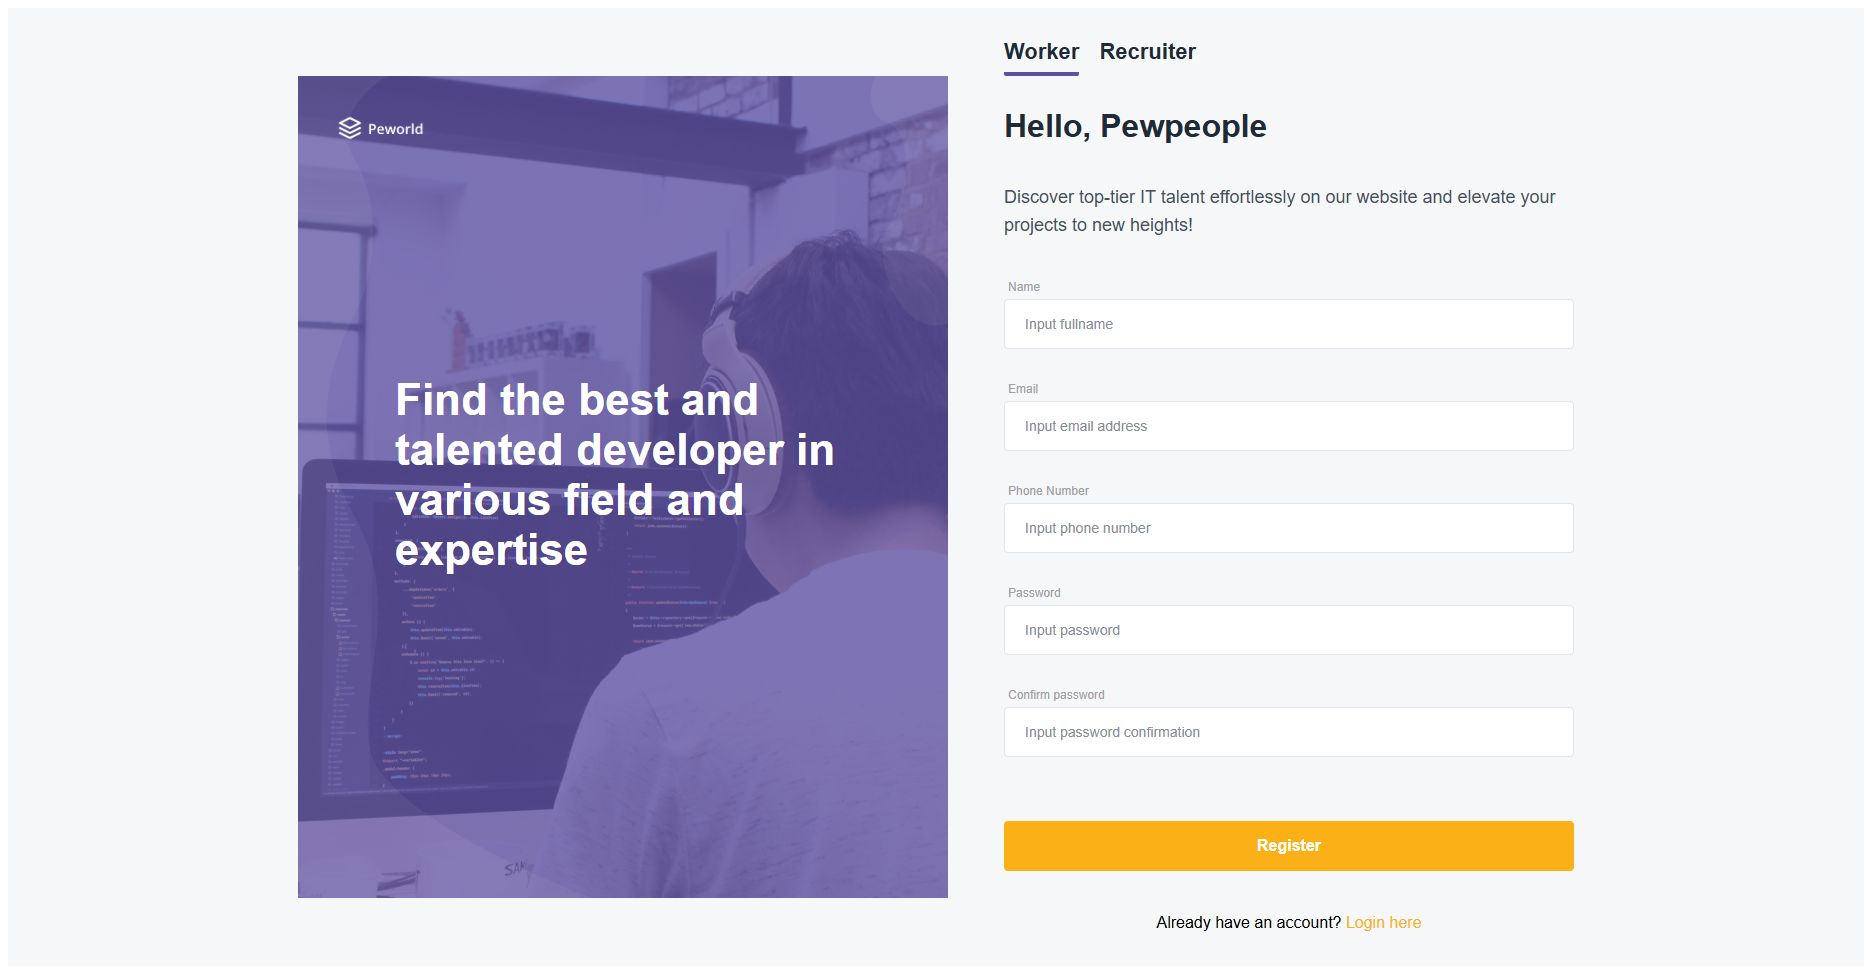 Peworld
Find the best and
talented developer in
various field and
expertise
Worker Recruiter
Hello, Pewpeople
Discover top-tier IT talent effortlessly on our website and elevate your
projects to new heights!
Name
Input fullname
Email
Input email address
Phone Number
Input phone number
Password
Input password
Confirm password
Input password confirmation
Register
Already have an account? Login here